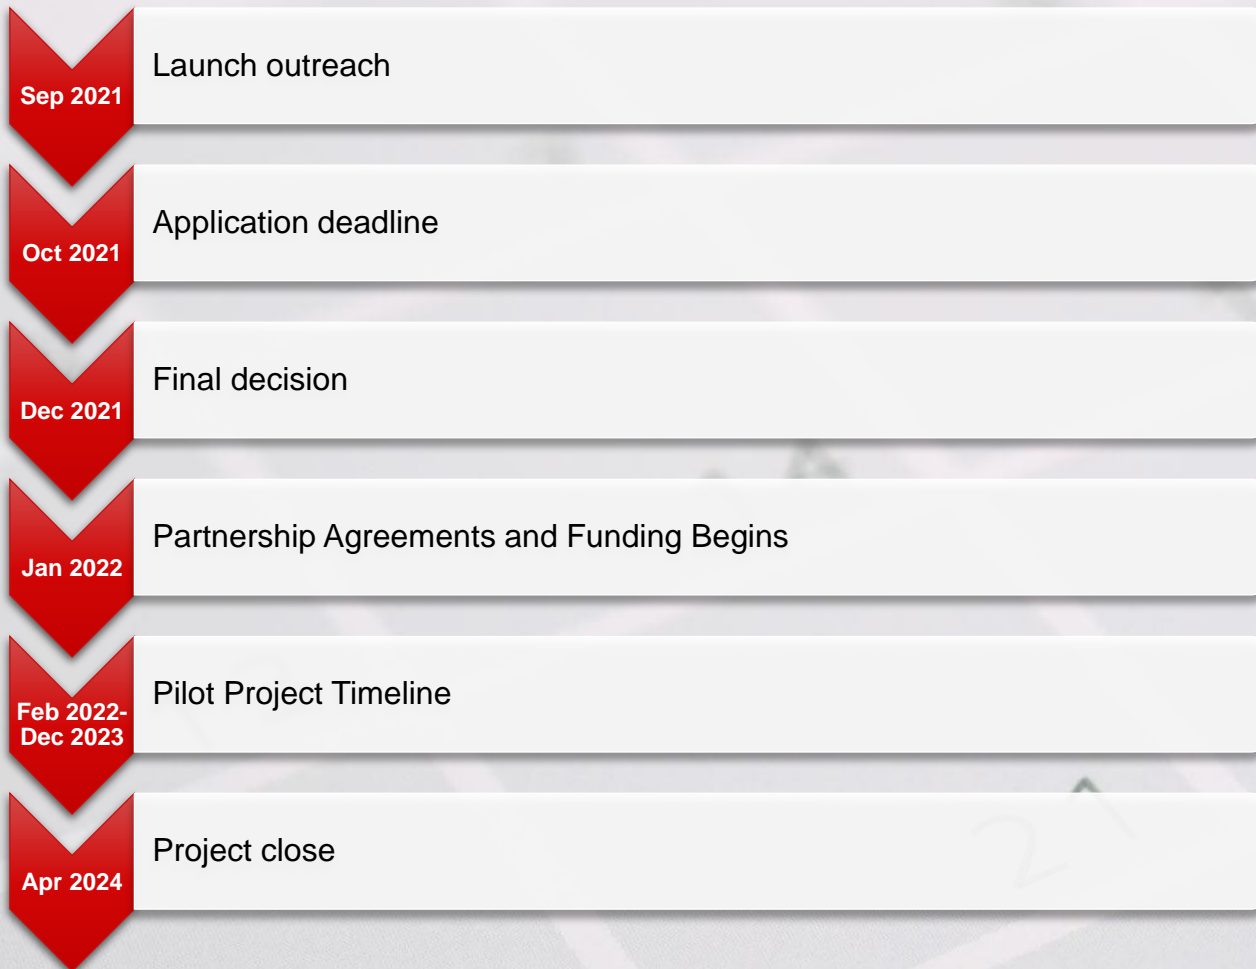 Sep 2021
Launch outreach
Oct 2021
Application deadline
Dec 2021
Final decision
Jan 2022
Partnership Agreements and Funding Begins
Feb 2022-
Dec 2023
Pilot Project Timeline
Apr 2024
Project close
21